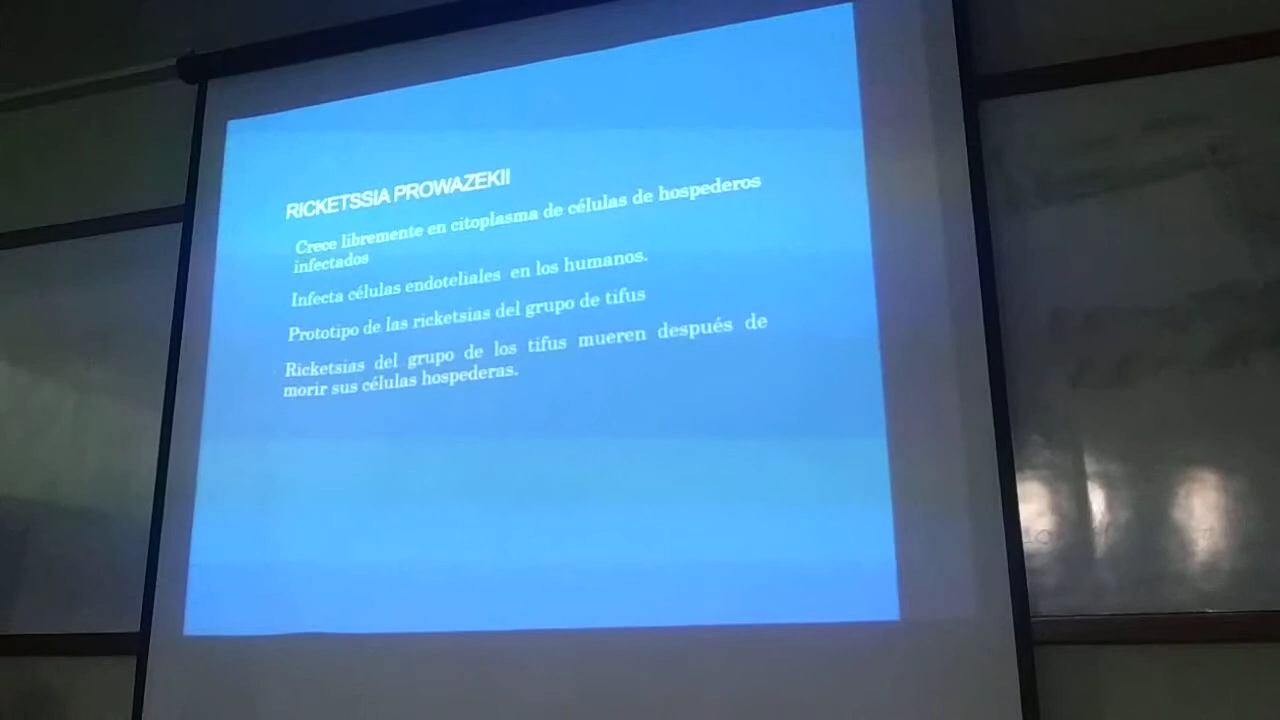 RICKETSSIA PROWAZEKII
Crece libremente en citoplasma de células de hospederos
infectados
Infecta células endoteliales en los humanos.
Prototipo de las ricketsias del grupo de tifus
Ricketsias del grupo de los tifus mueren después de
morir sus células hospederas.